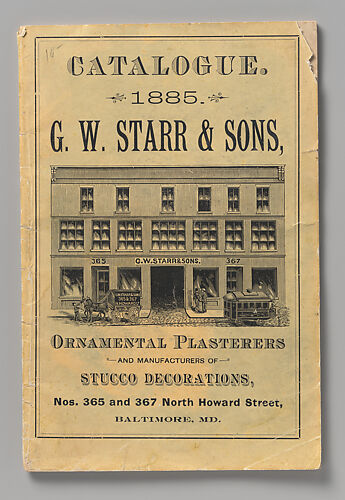 CATALOGUE.
1885.
G. W. STARR & SONS,
365 G.W.STARR&SONS. 367
ORNAMENTAL PLASTERERS
AND MANUFACTURERS OF
STUCCO DECORATIONS,
Nos. 365 and 367 North Howard Street,
BALTIMORE, MD.